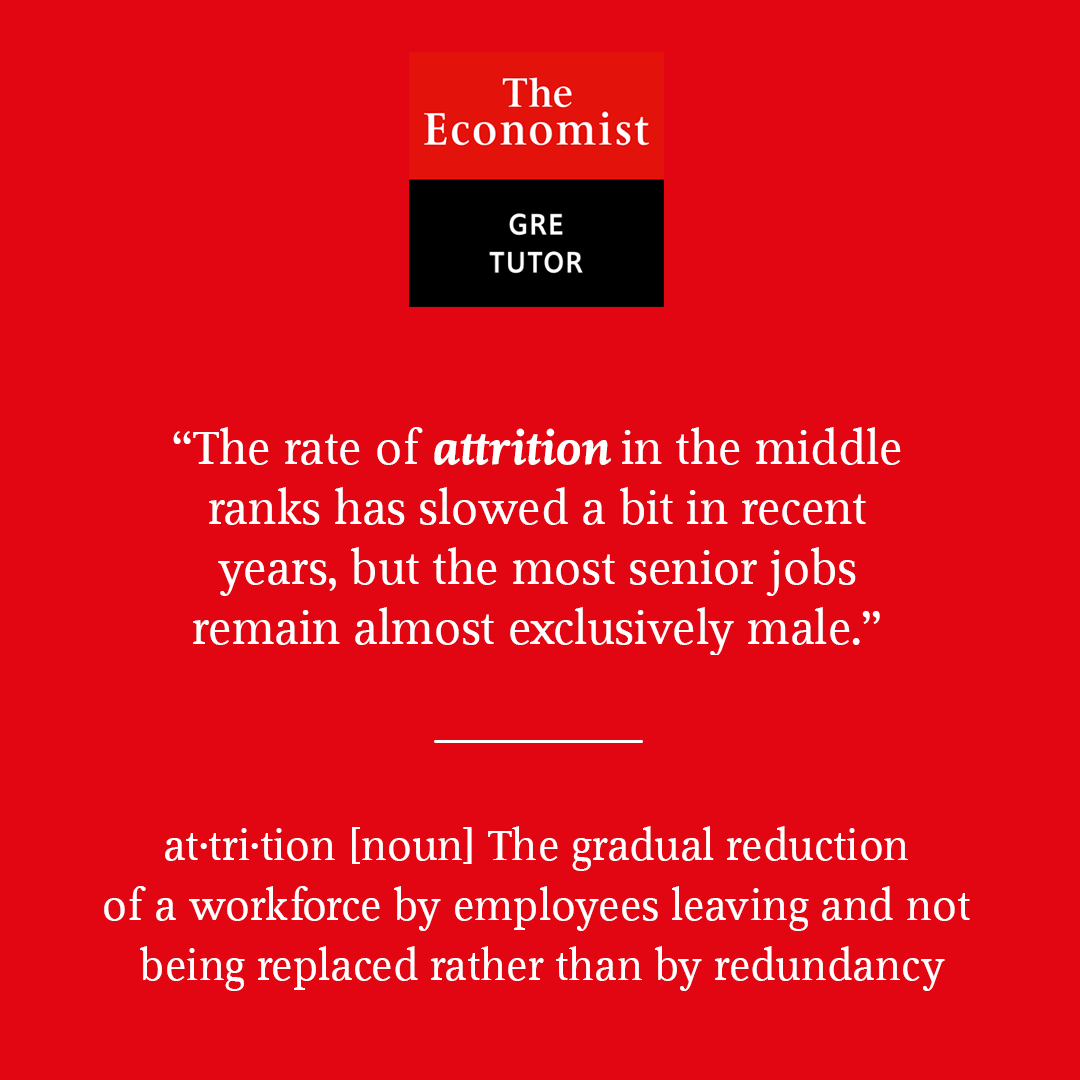 The
Economist
GRE
TUTOR
“The rate of attrition in the middle
ranks has slowed a bit in recent
years, but the most senior jobs
remain almost exclusively male.”
at·tri·tion [noun] The gradual reduction
of a workforce by employees leaving and not
being replaced rather than by redundancy